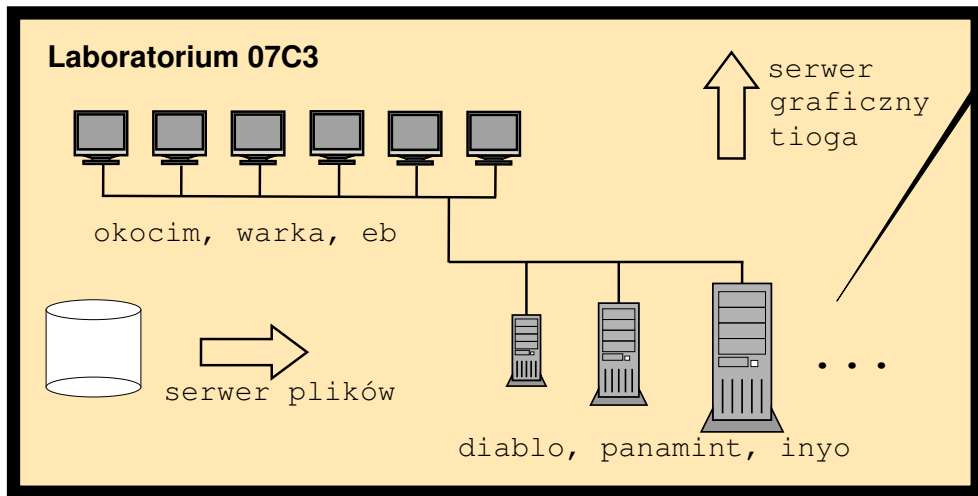 Laboratorium 07C3
serwer
graficzny
tioga
okocim, warka, eb
serwer plików
diablo, panamint, inyo
...